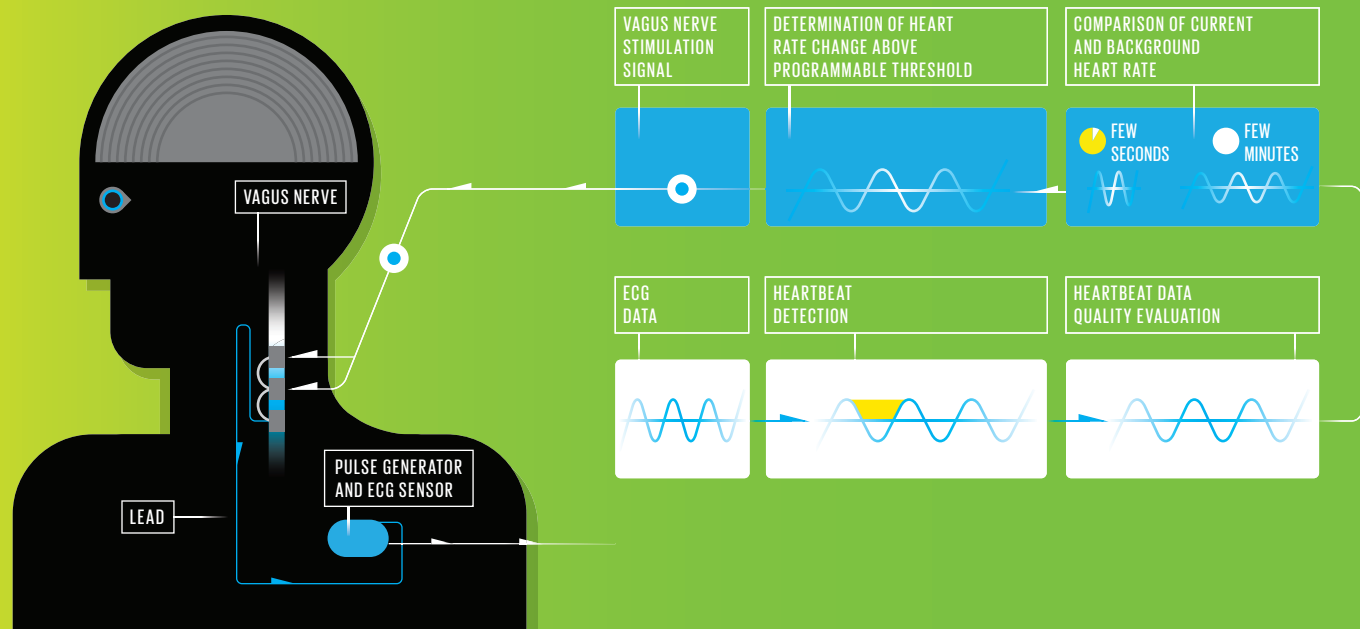 VAGUS NERVE
STIMULATION
SIGNAL
DETERMINATION OF HEART
RATE CHANGE ABOVE
PROGRAMMABLE THRESHOLD
COMPARISON OF CURRENT
AND BACKGROUND
HEART RATE
FEW
SECONDS
FEW
MINUTES
VAGUS NERVE
ECG
DATA
HEARTBEAT
DETECTION
HEARTBEAT DATA
QUALITY EVALUATION
PULSE GENERATOR
AND ECG SENSOR
LEAD